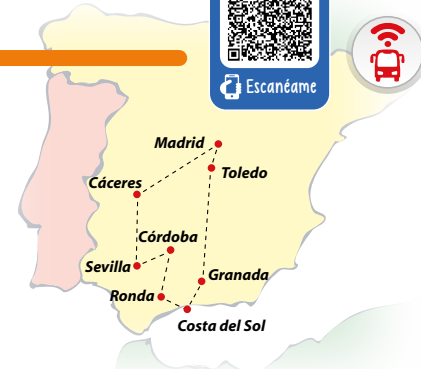 Escanéame
Madrid
Toledo
Cáceres
Córdoba
Sevilla
Granada
Ronda
Costa del Sol